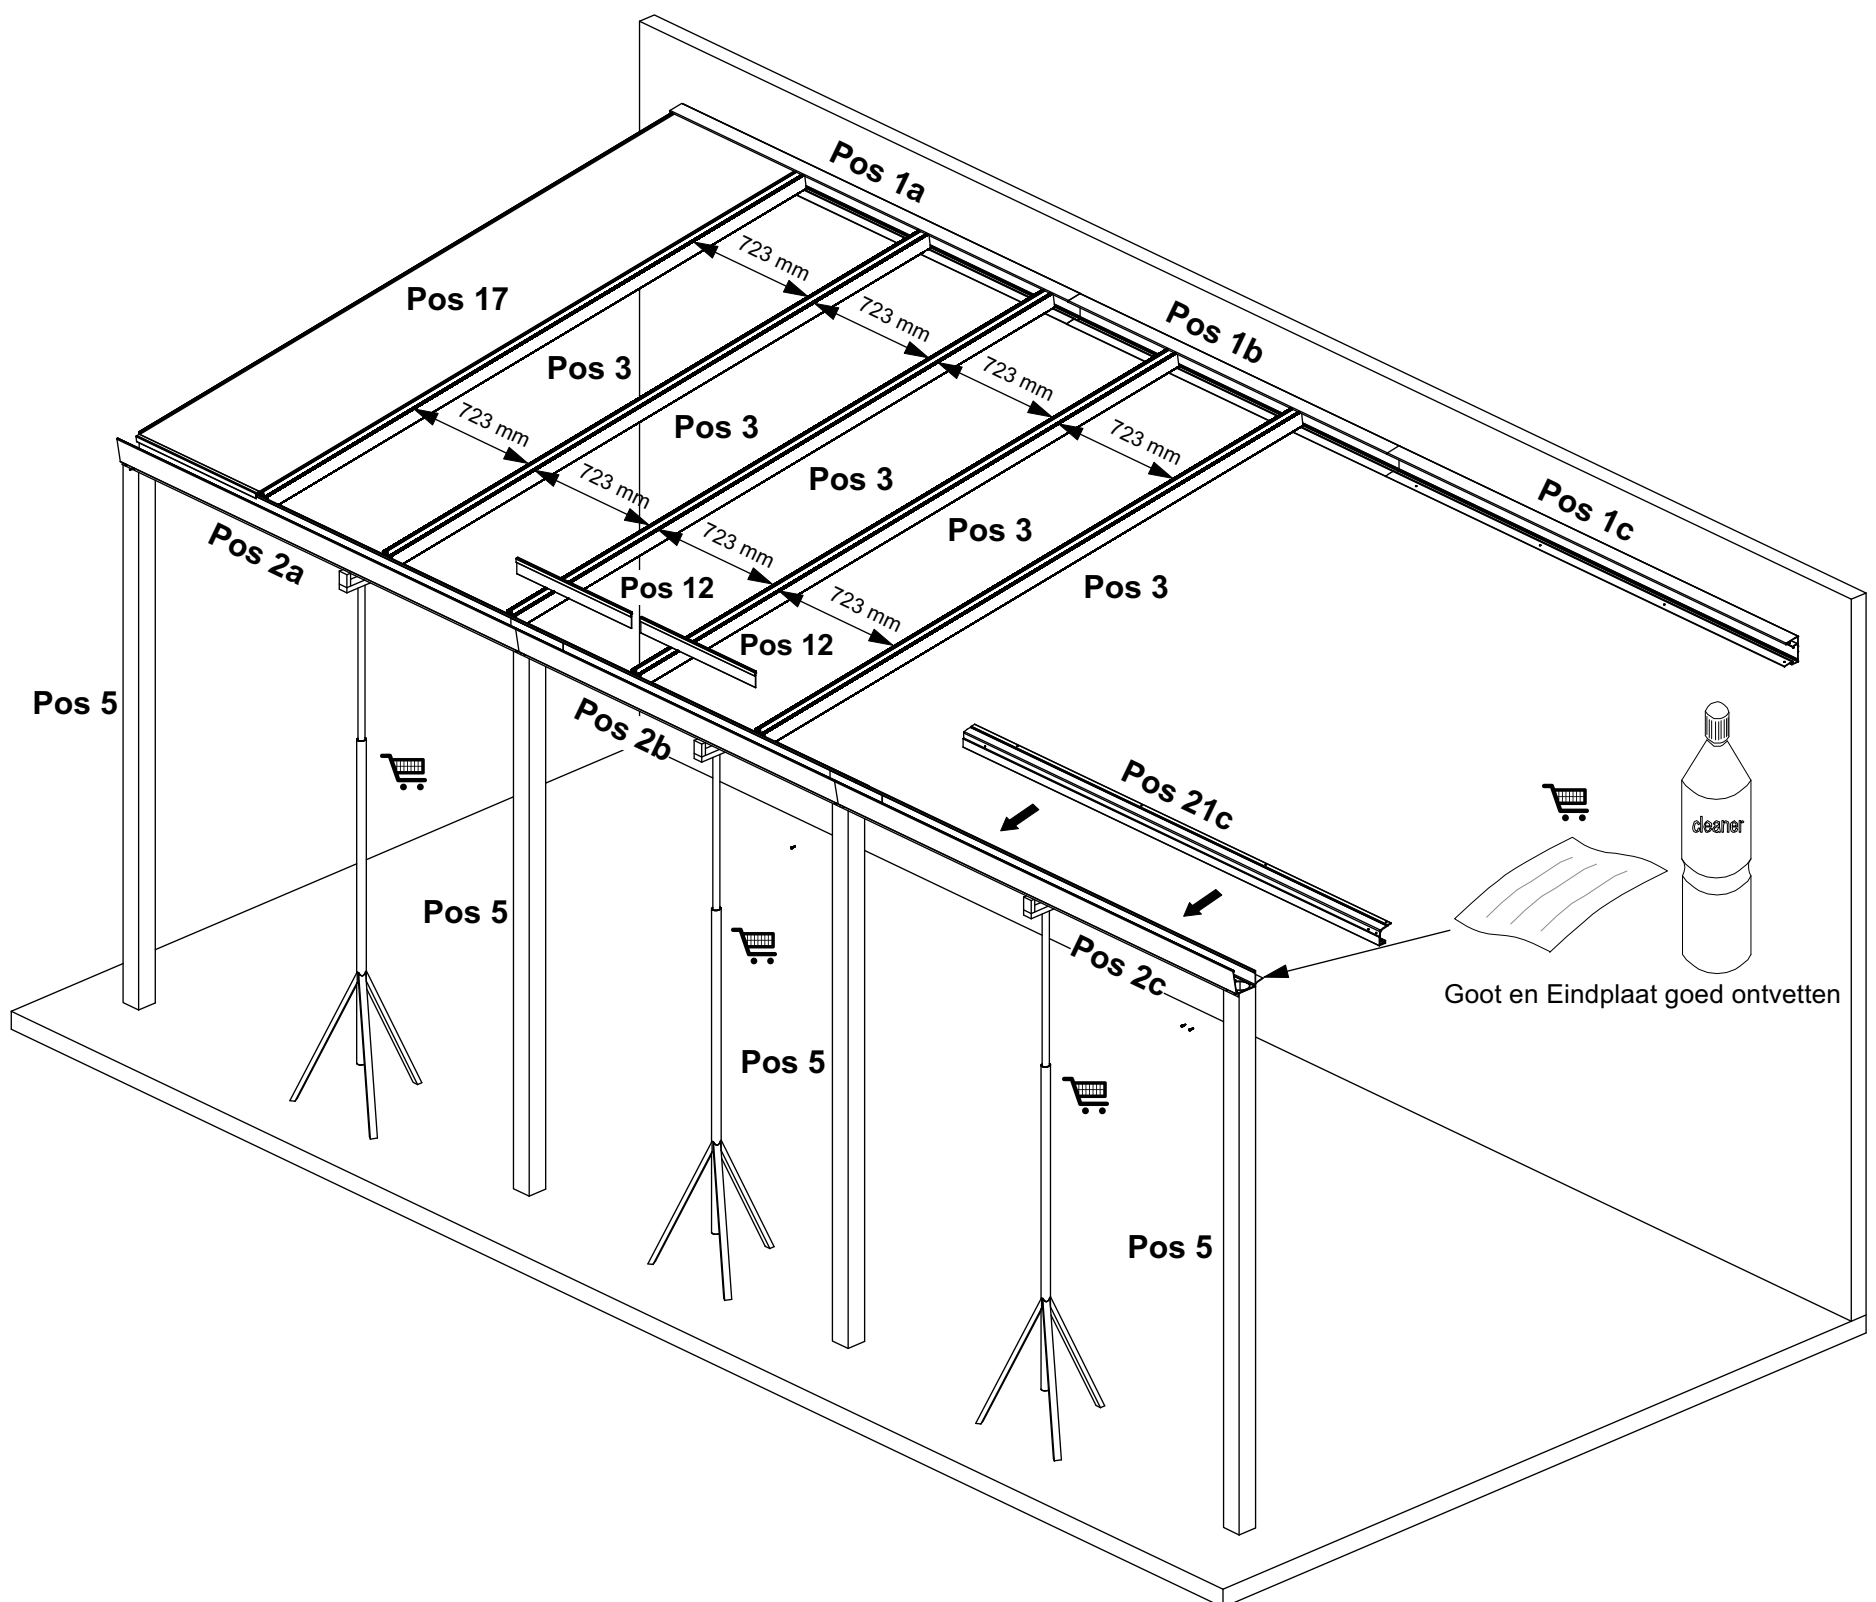 Pos 1a
723 mm
Pos 17
723 mm
Pos 1b
Pos 3
723 mm
723 mm
Pos 3
723 mm
Pos 3
723 mm
Pos 1c
Pos 3
723 mm
Pos 2a
Pos 12
Pos 3
723 mm
Pos 12
Pos 5
Pos 2b
Pos 21c
cleaner
Pos 5
Pos 2c
Goot en Eindplaat goed ontvetten
Pos 5
Pos 5